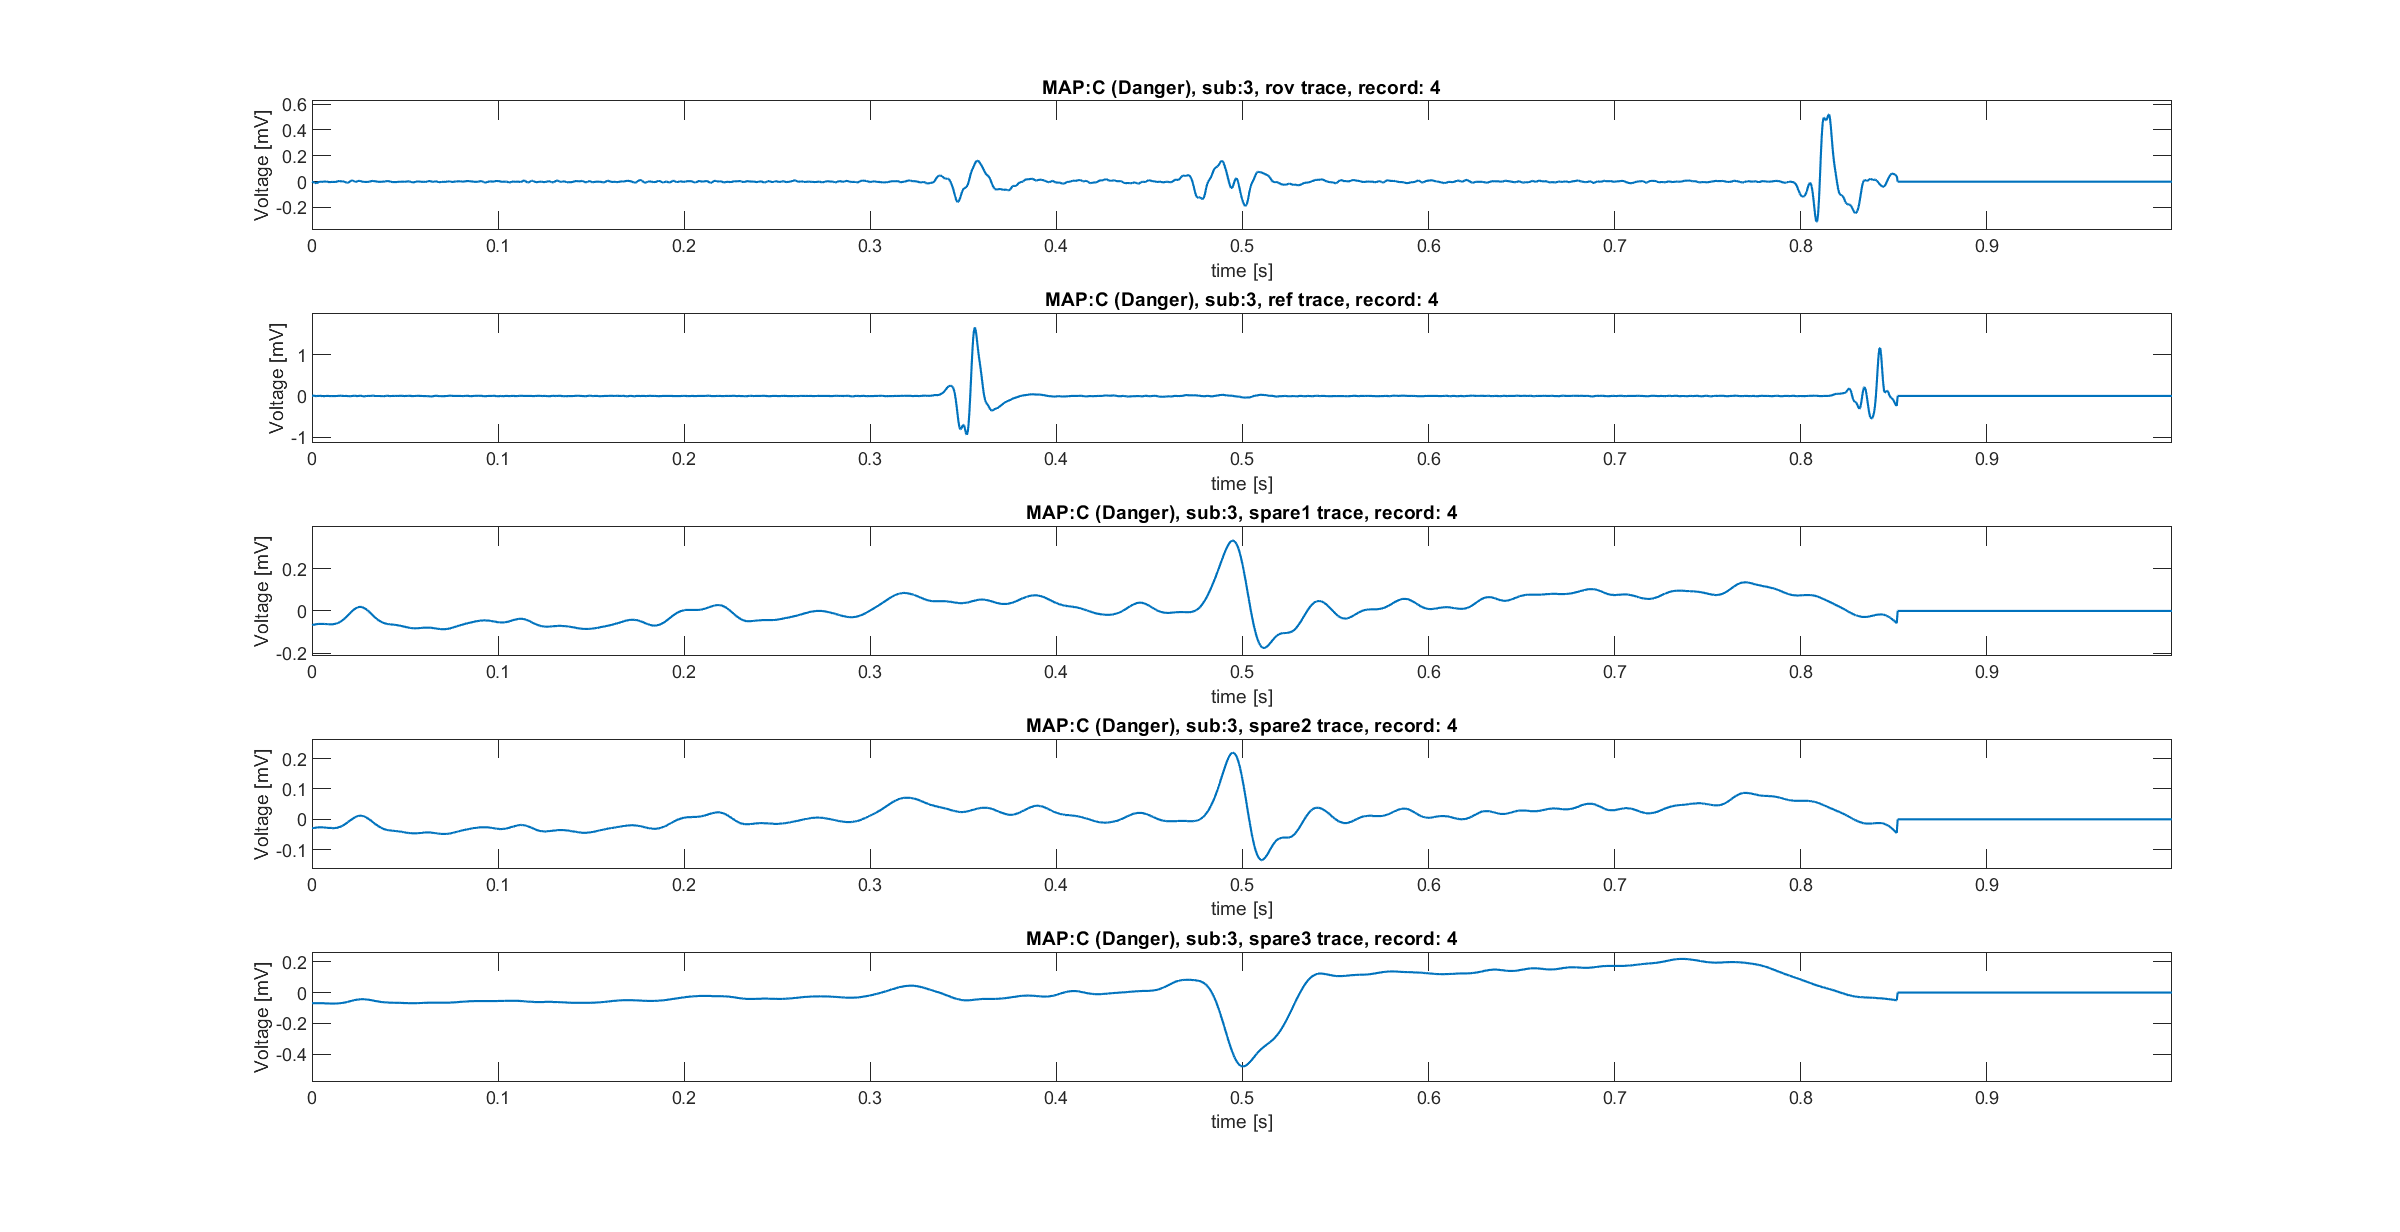 MAP:C (Danger), sub:3, rov trace, record: 4
Voltage [mV]
0.6
0.4
0.2
0
-0.2
0 0.1 0.2 0.3 0.4 0.5 0.6 0.7 0.8 0.9
time [s]
MAP:C (Danger), sub:3, ref trace, record: 4
Voltage [mV]
1
0
-1
0 0.1 0.2 0.3 0.4 0.5 0.6 0.7 0.8 0.9
time [s]
MAP:C (Danger), sub:3, spare1 trace, record: 4
Voltage [mV]
0.2
0
-0.2
0 0.1 0.2 0.3 0.4 0.5 0.6 0.7 0.8 0.9
time [s]
MAP:C (Danger), sub:3, spare2 trace, record: 4
Voltage [mV]
0.2
0.1
0
-0.1
0 0.1 0.2 0.3 0.4 0.5 0.6 0.7 0.8 0.9
time [s]
MAP:C (Danger), sub:3, spare3 trace, record: 4
Voltage [mV]
0.2
0
-0.2
-0.4
0 0.1 0.2 0.3 0.4 0.5 0.6 0.7 0.8 0.9
time [s]